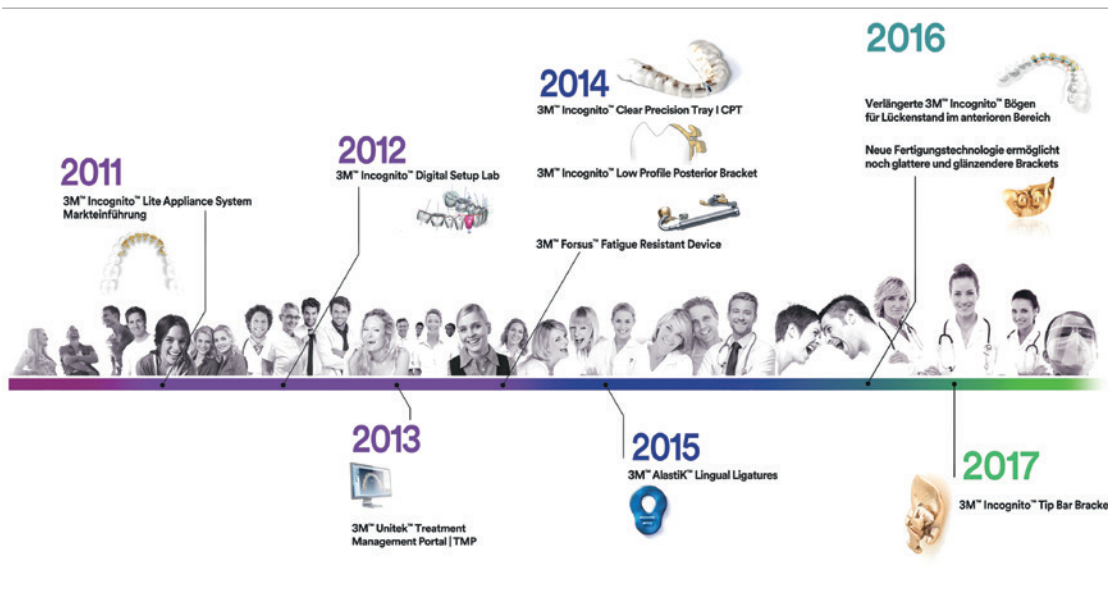 2011
3M™ Incognito™ Lite Appliance System
Markteinführung
2012
3M™ Incognito™ Digital Setup Lab
2013
3M™ Unitek™ Treatment
Management Portal | TMP
2014
3M™ Incognito™ Clear Precision Tray I CPT
3M™ Incognito™ Low Profile Posterior Bracket
3M™ Forsus™ Fatigue Resistant Device
2015
3M™ AlastiK™ Lingual Ligatures
2016
Verlängerte 3M™ Incognito™ Bögen
für Lückenstand im anterioren Bereich
Neue Fertigungstechnologie ermöglicht
noch glattere und glänzendere Brackets
2017
3M™ Incognito™ Tip Bar Bracke